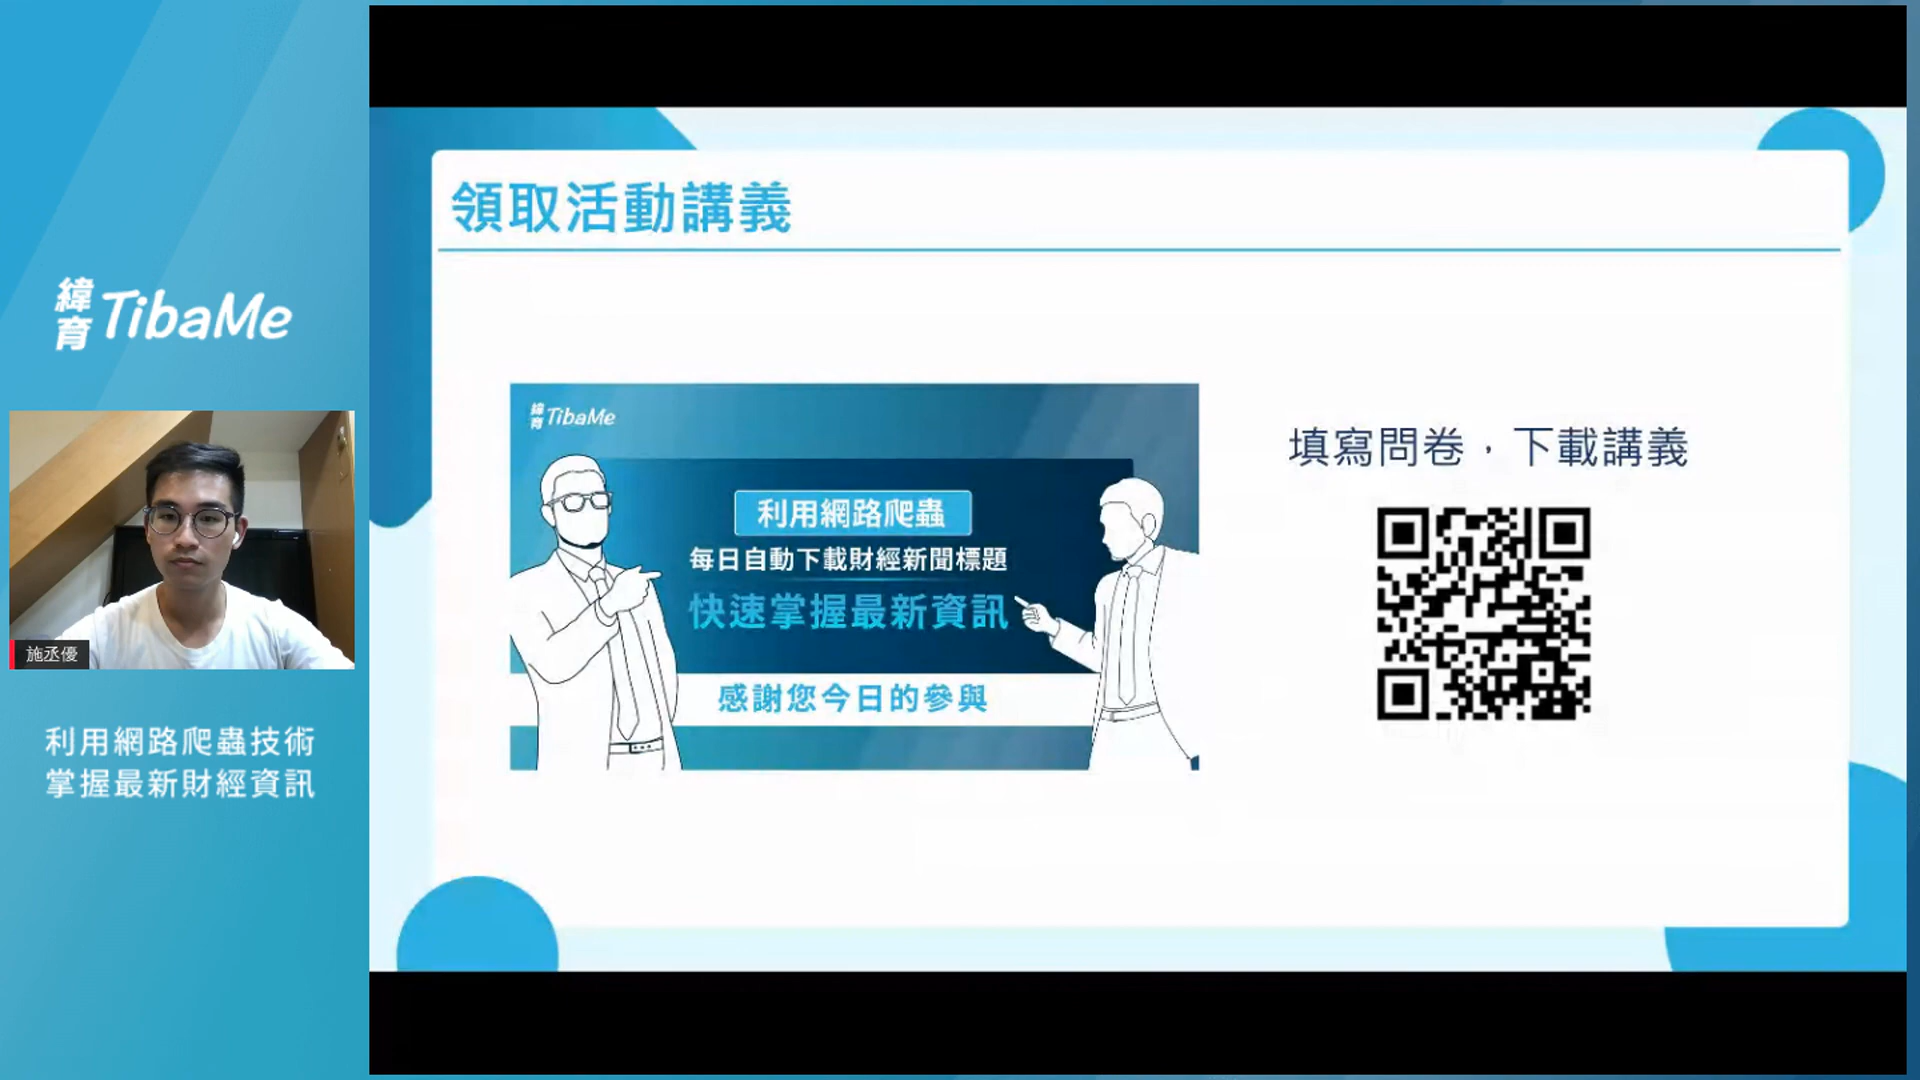 緯育 TibaMe
施丞優
利用網路爬蟲技術
掌握最新財經資訊
領取活動講義
緯育 TibaMe
利用網路爬蟲
每日自動下載財經新聞標題
快速掌握最新資訊
感謝您今日的參與
填寫問卷，下載講義